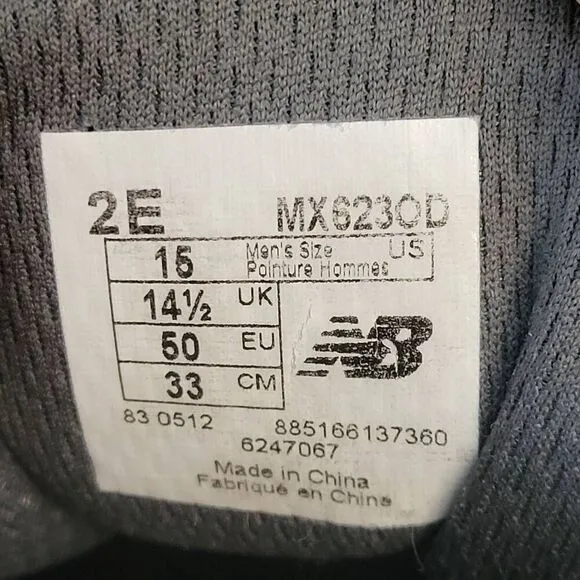 2E MX623OD
15 Men's Size Pointure Hommes US
14½ UK
50 EU
33 CM
NB
83 0512 885166137360
6247067
Made in China
Fabriqué en Chine